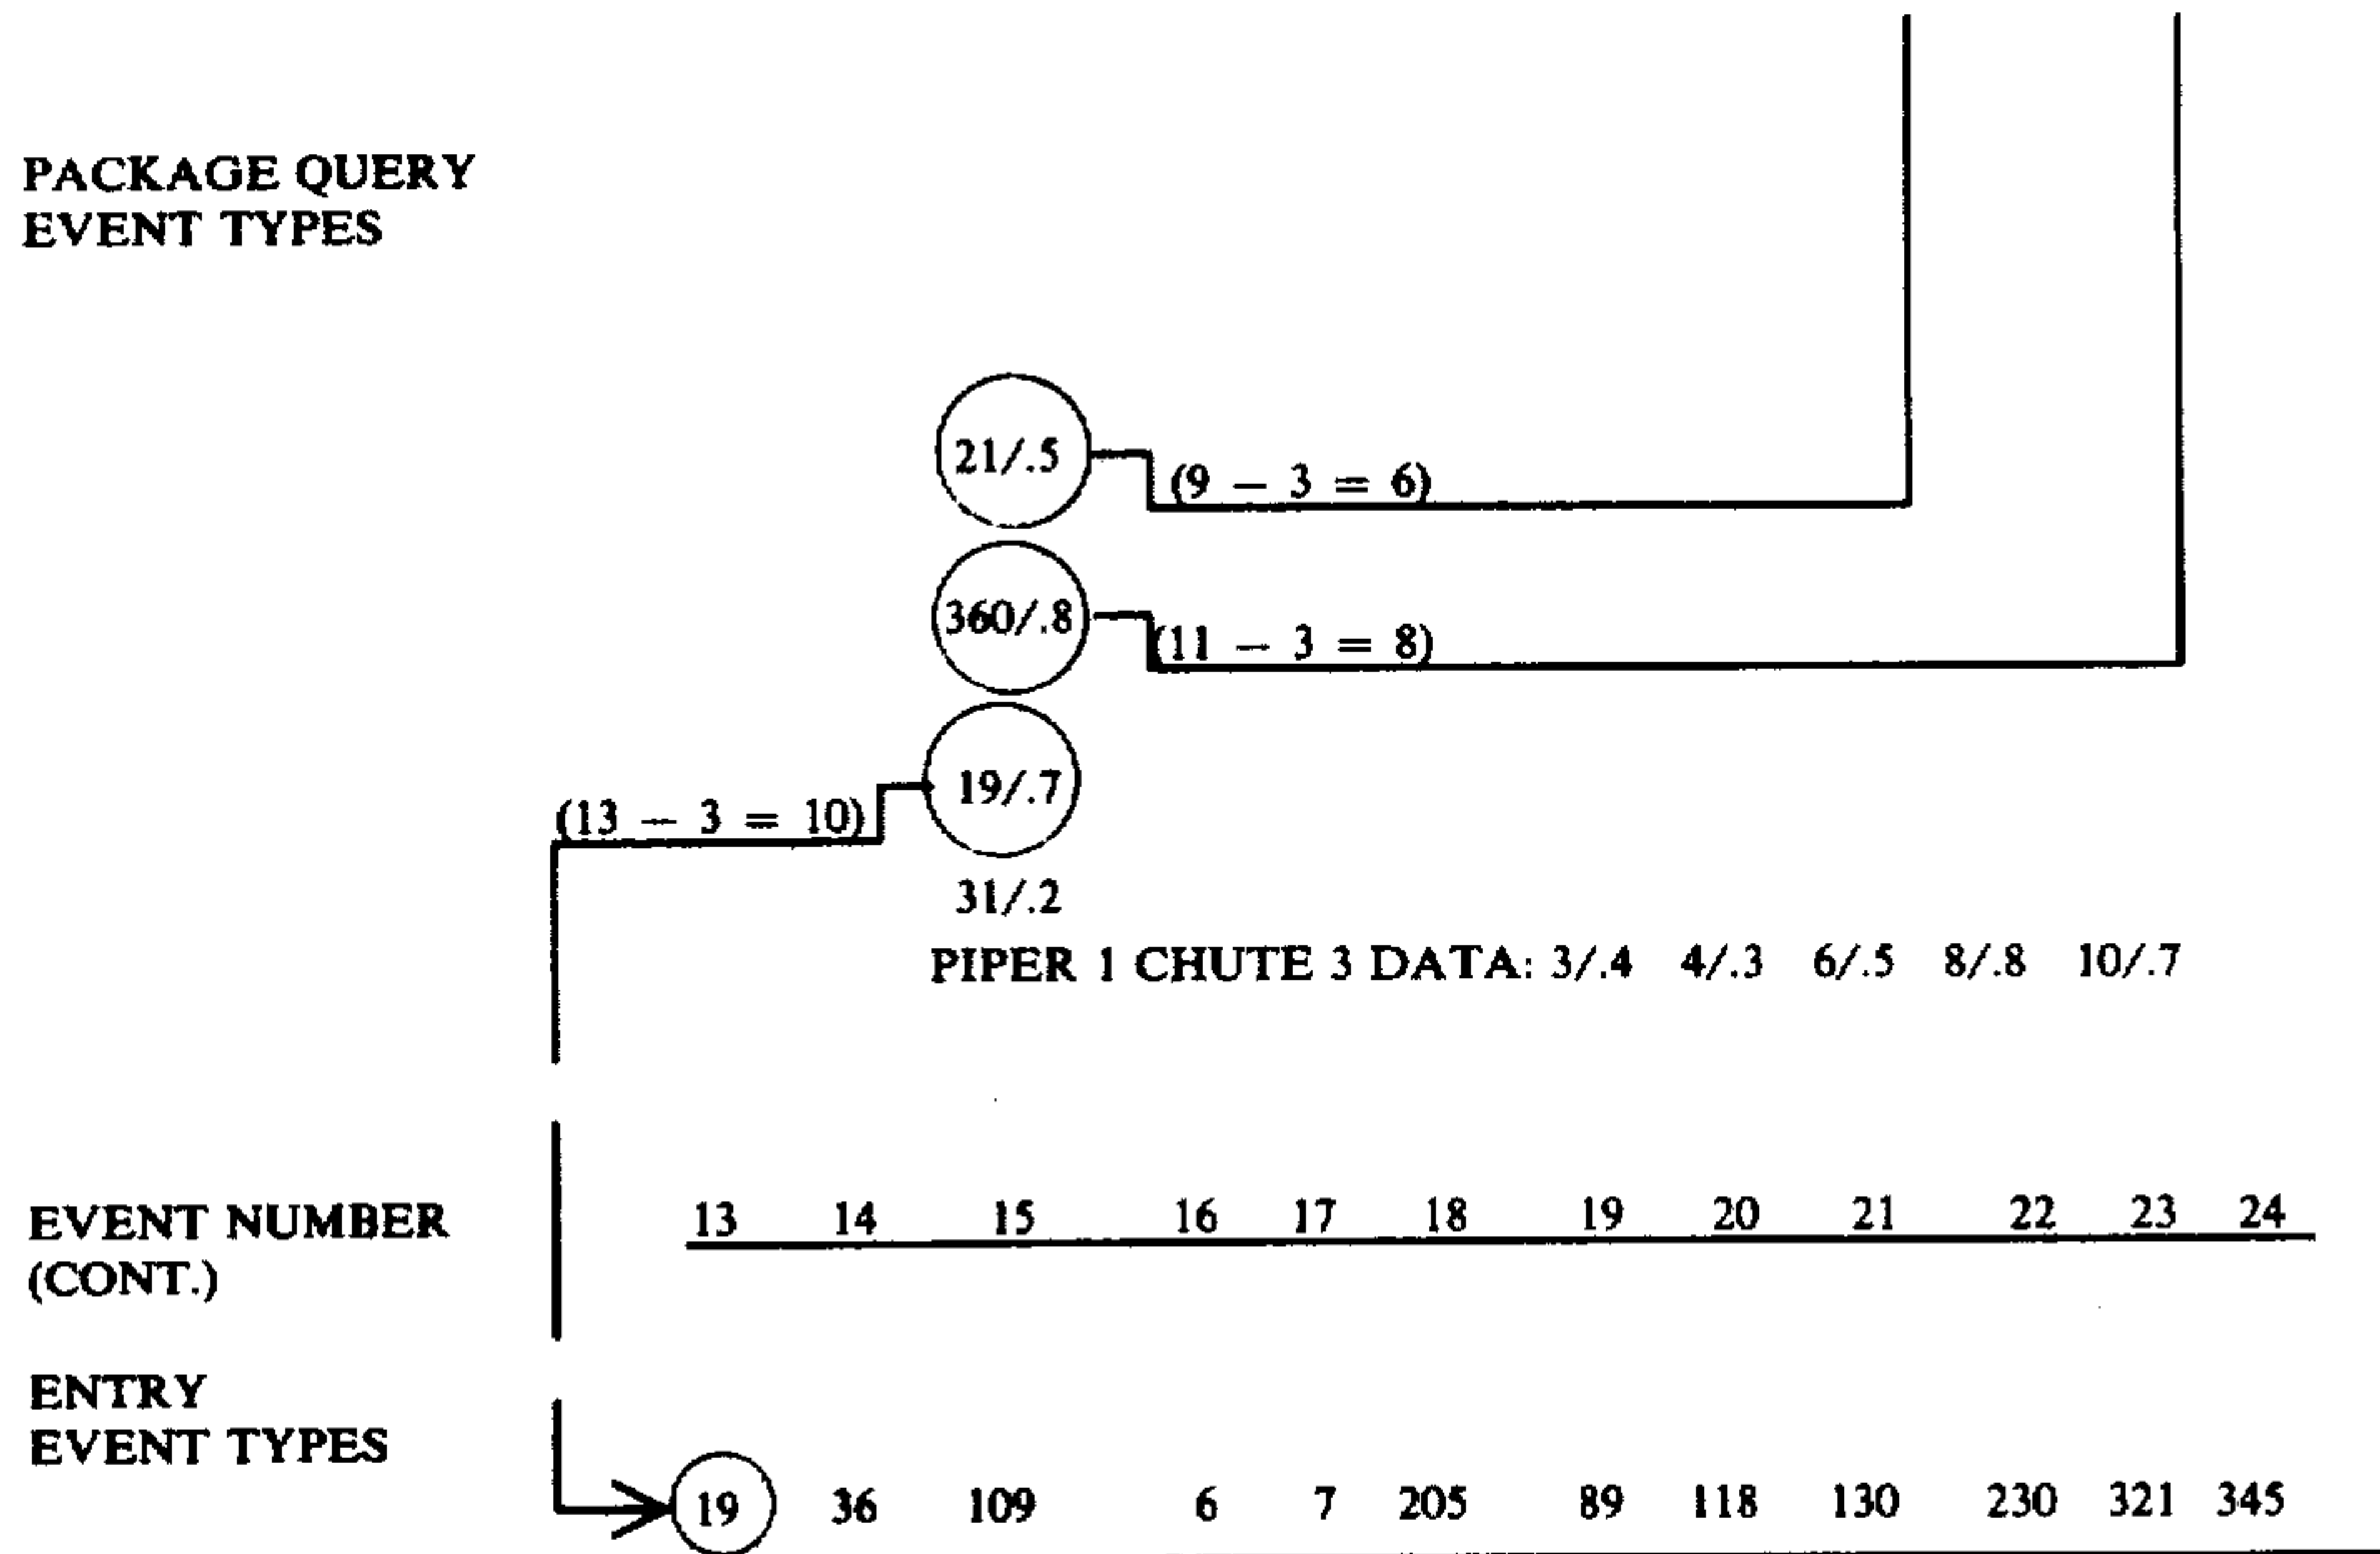 PACKAGE QUERY
EVENT TYPES
21/.5
(9 – 3 = 6)
360/.8
(11 – 3 = 8)
19/.7
(13 – 3 = 10)
31/.2
PIPER 1 CHUTE 3 DATA: 3/.4 4/.3 6/.5 8/.8 10/.7
EVENT NUMBER 13 14 15 16 17 18 19 20 21 22 23 24
(CONT.)
ENTRY
EVENT TYPES
19 36 109 6 7 205 89 118 130 230 321 345